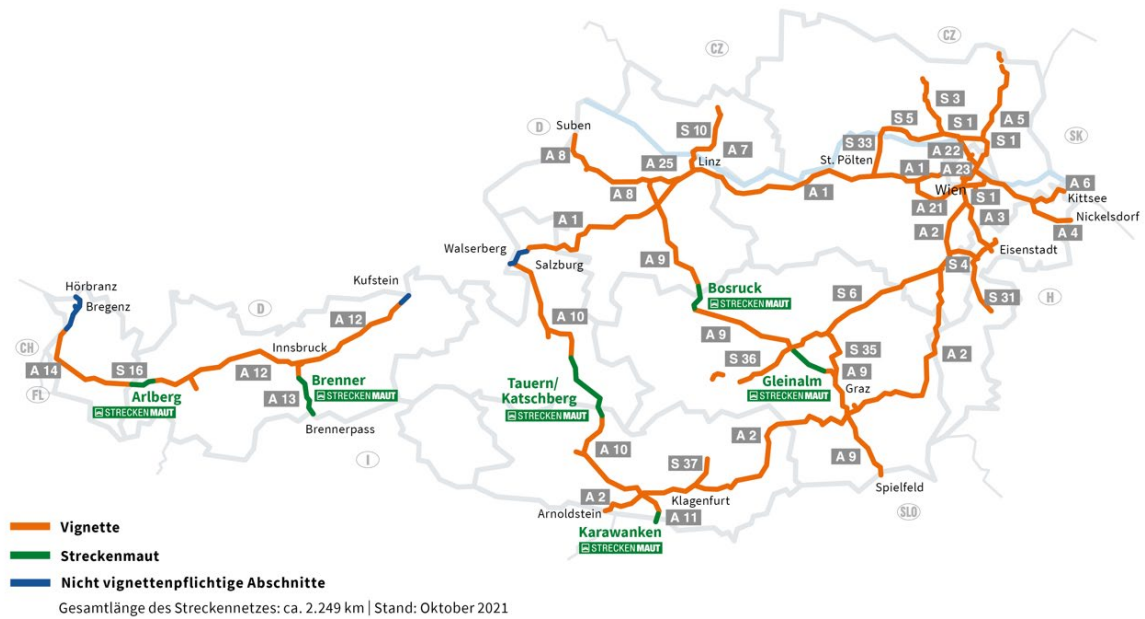 CZ
CZ
S 3
S 5
S 1
A 5
D
Suben
S 10
S 33
SK
A 7
A 22
S 1
A 8
A 25
Linz
St. Pölten
A 1
A 23
A 6
A 8
A 1
Wien
S 1
Kittsee
A 21
A 3
Nickelsdorf
A 1
A 2
A 4
Walserberg
A 9
Eisenstadt
Salzburg
S 4
Kufstein
Hörbranz
Bosruck
STRECKENMAUT
S 6
S 31
H
Bregenz
D
A 12
A 10
A 9
CH
Innsbruck
S 36
S 35
A 2
A 14
S 16
A 12
Brenner
STRECKENMAUT
Tauern/
Katschberg
STRECKENMAUT
Gleinalm
STRECKENMAUT
A 9
Graz
FL
Arlberg
STRECKENMAUT
A 13
Brennerpass
A 10
A 2
I
S 37
A 9
A 2
Klagenfurt
Spielfeld
Arnoldstein
A 11
SLO
Karawanken
STRECKENMAUT
Vignette
Streckenmaut
Nicht vignettenpflichtige Abschnitte
Gesamtlänge des Streckennetzes: ca. 2.249 km | Stand: Oktober 2021